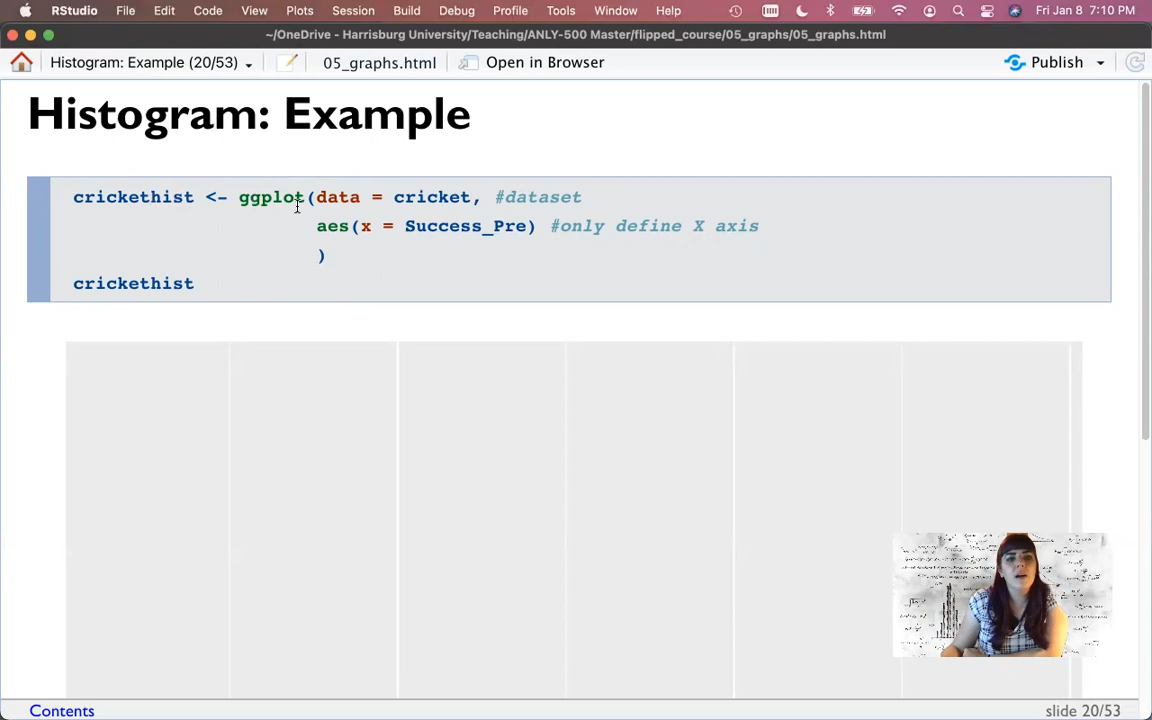 RStudio File Edit Code View Plots Session Build Debug Profile Tools Window Help Fri Jan 8 7:10 PM
~/OneDrive - Harrisburg University/Teaching/ANLY-500 Master/flipped_course/05_graphs/05_graphs.html
Histogram: Example (20/53) 05_graphs.html Open in Browser Publish
Histogram: Example
crickethist <- ggplot(data = cricket, #dataset
aes(x = Success_Pre) #only define X axis
)
crickethist
Contents slide 20/53